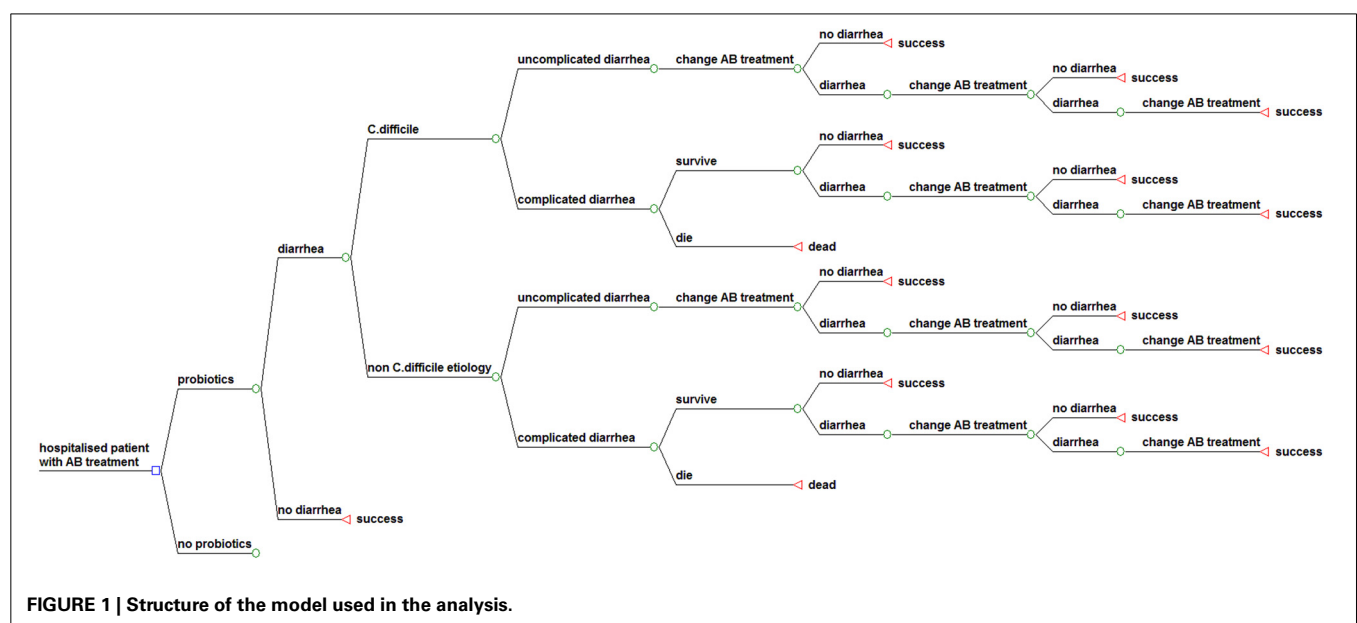 no diarrhea
success
uncomplicated diarrhea
change AB treatment
no diarrhea
success
diarrhea
change AB treatment
diarrhea
change AB treatment
success
C.difficile
no diarrhea
success
survive
no diarrhea
success
diarrhea
change AB treatment
complicated diarrhea
diarrhea
change AB treatment
success
die
dead
diarrhea
no diarrhea
success
uncomplicated diarrhea
change AB treatment
no diarrhea
success
diarrhea
change AB treatment
diarrhea
change AB treatment
success
non C.difficile etiology
probiotics
no diarrhea
success
survive
no diarrhea
success
diarrhea
change AB treatment
complicated diarrhea
diarrhea
change AB treatment
success
hospitalised patient
with AB treatment
die
dead
no diarrhea
success
no probiotics
FIGURE 1 | Structure of the model used in the analysis.